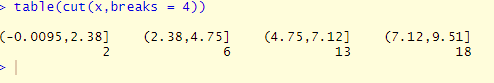 > table(cut(x,breaks = 4))
(-0.0095,2.38] (2.38,4.75] (4.75,7.12] (7.12,9.51]
2 6 13 18
> |